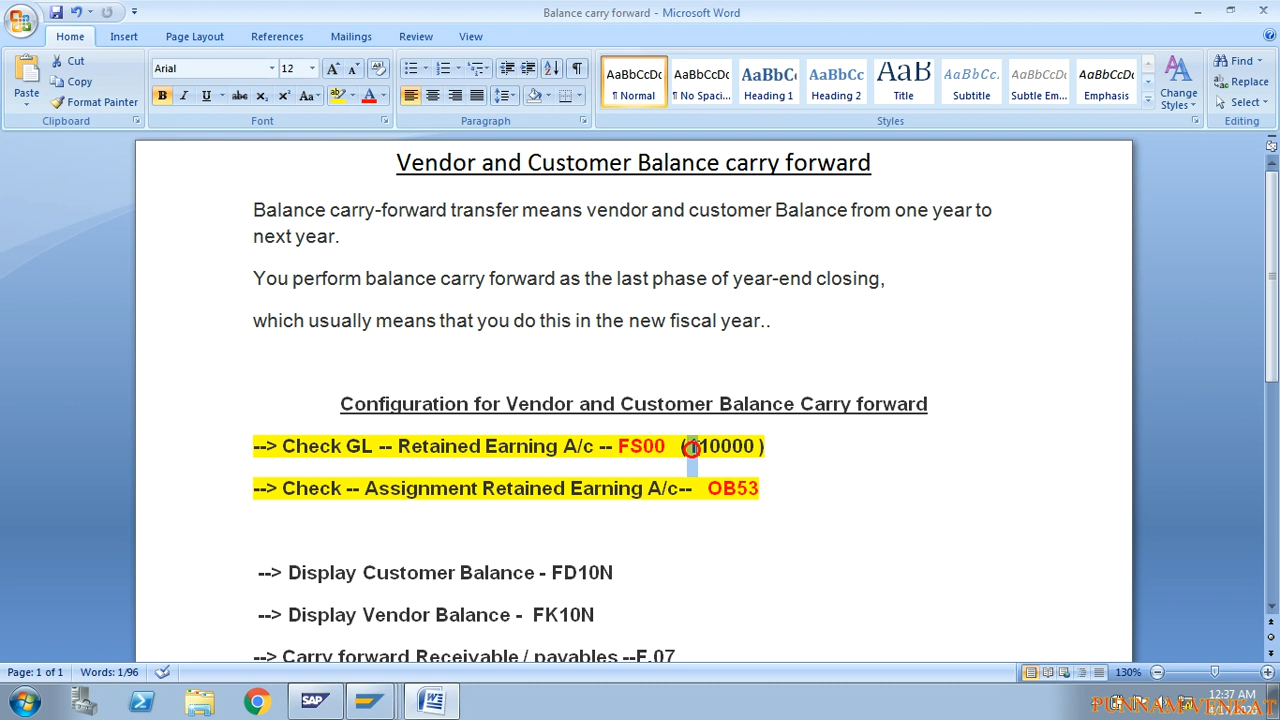 Balance carry forward - Microsoft Word
Home Insert Page Layout References Mailings Review View
Cut
Copy
Format Painter
Paste
Clipboard
Arial 12
Font
Paragraph
AaBbCcDc AaBbCcDc AaBbCc AaBbCc AaB AaBbCc. AaBbCcDc AaBbCcDc
¶ Normal ¶ No Spaci... Heading 1 Heading 2 Title Subtitle Subtle Em... Emphasis
Change Styles
Styles
Find
Replace
Select
Editing
Vendor and Customer Balance carry forward
Balance carry-forward transfer means vendor and customer Balance from one year to
next year.
You perform balance carry forward as the last phase of year-end closing,
which usually means that you do this in the new fiscal year..
Configuration for Vendor and Customer Balance Carry forward
--> Check GL -- Retained Earning A/c -- FS00 (110000 )
--> Check -- Assignment Retained Earning A/c-- OB53
--> Display Customer Balance - FD10N
--> Display Vendor Balance - FK10N
--> Carry forward Receivable / payables --F.07
Page: 1 of 1 Words: 1/96 130%
SAP
12:37 AM
PUNNAM VENKAT